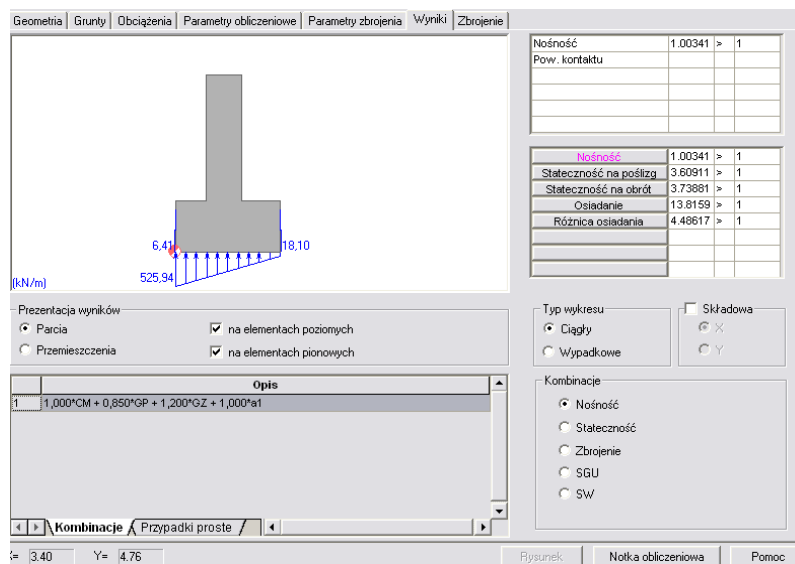 Geometria Grunty Obciążenia Parametry obliczeniowe Parametry zbrojenia Wyniki Zbrojenie
6,41
18,10
525,94
(kN/m)
Nośność 1.00341 > 1
Pow. kontaktu
Nośność 1.00341 > 1
Stateczność na poślizg 3.60911 > 1
Stateczność na obrót 3.73881 > 1
Osiadanie 13.8159 > 1
Różnica osiadania 4.48617 > 1
Prezentacja wyników
Parcia na elementach poziomych
Przemieszczenia na elementach pionowych
Typ wykresu
Ciągły
Wypadkowe
Składowa
X
Y
Opis
1 1,000*CM + 0,850*GP + 1,200*GZ + 1,000*a1
Kombinacje Przypadki proste
Kombinacje
Nośność
Stateczność
Zbrojenie
SGU
SW
X= 3.40 Y= 4.76
Rysunek Notka obliczeniowa Pomoc